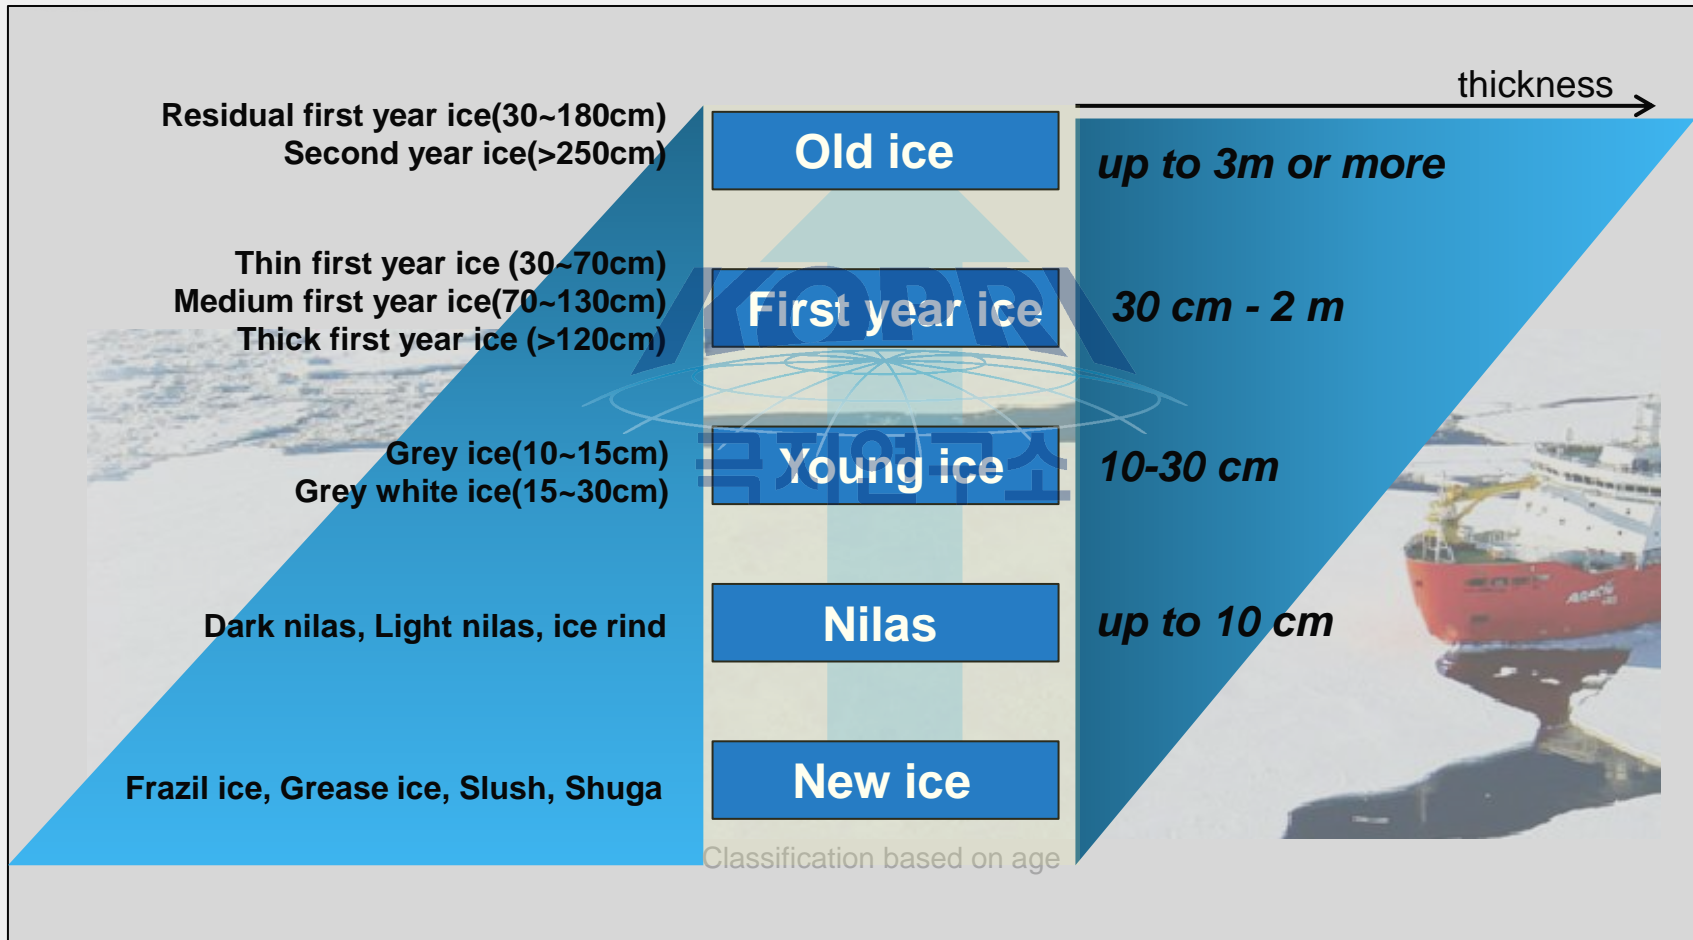 thickness
Residual first year ice(30~180cm)
Second year ice(>250cm)
Old ice
up to 3m or more
Thin first year ice (30~70cm)
Medium first year ice(70~130cm)
Thick first year ice (>120cm)
First year ice
30 cm - 2 m
KOPRI
극지연구소
Grey ice(10~15cm)
Grey white ice(15~30cm)
Young ice
10-30 cm
Dark nilas, Light nilas, ice rind
Nilas
up to 10 cm
ARAON
Frazil ice, Grease ice, Slush, Shuga
New ice
Classification based on age